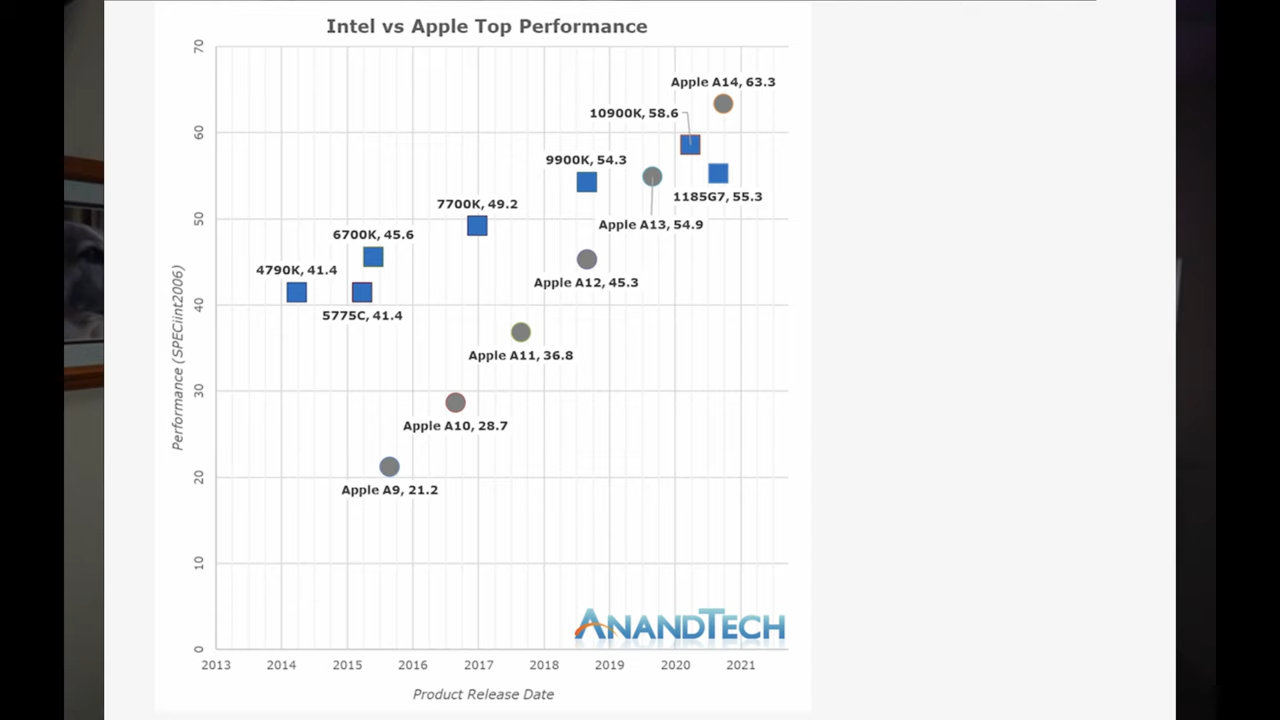 Intel vs Apple Top Performance
70
Apple A14, 63.3
10900K, 58.6
60
9900K, 54.3
1185G7, 55.3
7700K, 49.2
50
Apple A13, 54.9
6700K, 45.6
4790K, 41.4
Apple A12, 45.3
40
5775C, 41.4
Apple A11, 36.8
30
Apple A10, 28.7
20
Apple A9, 21.2
10
0
Performance (SPECint2006)
ANANDTECH
2013 2014 2015 2016 2017 2018 2019 2020 2021
Product Release Date